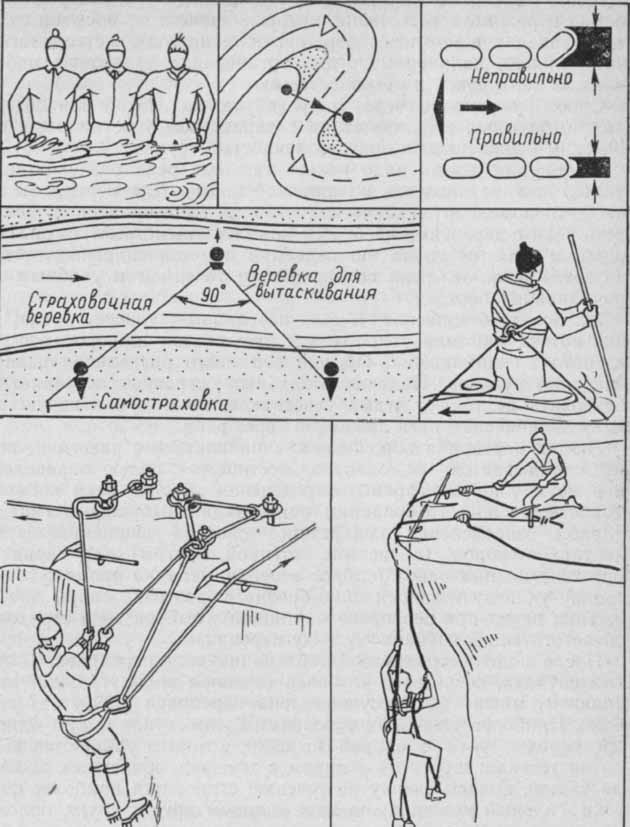 Неправильно
Правильно
Страховочная
веревка
90°
Веревка для
вытаскивания
Самостраховка